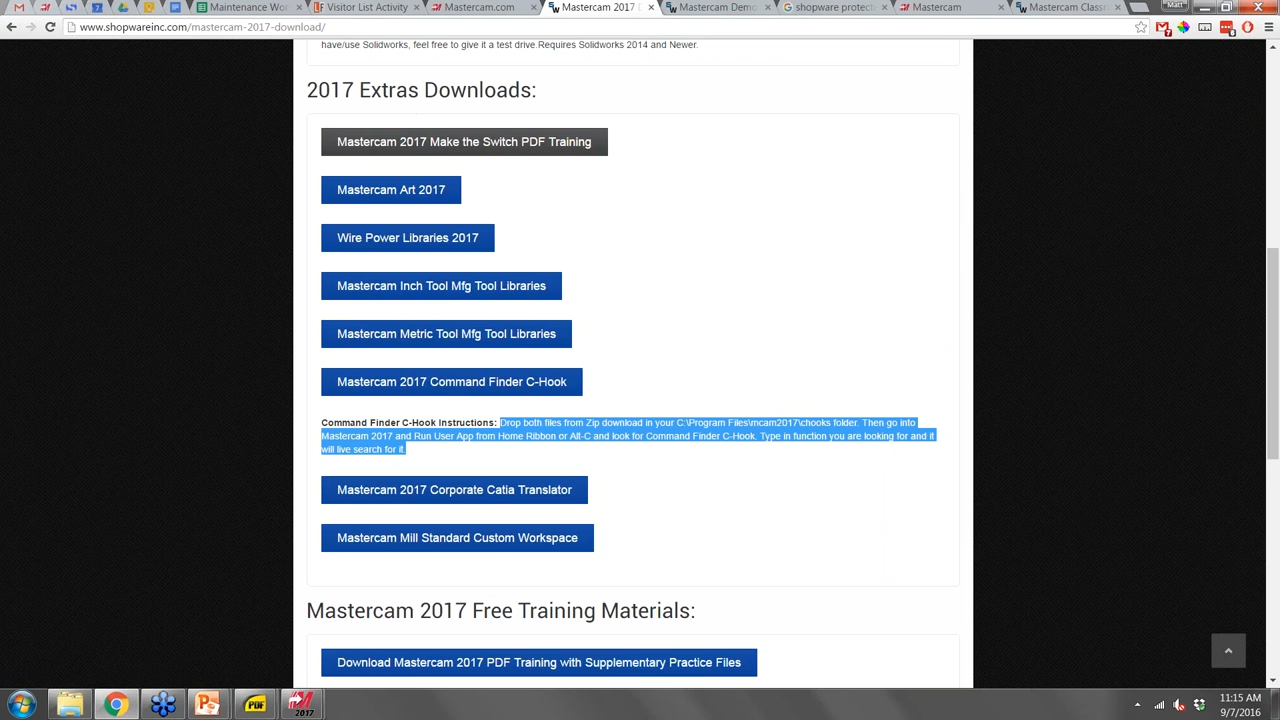 Maintenance Wo
Visitor List Activity
Mastercam.com
Mastercam 2017 D
Mastercam Demo
shopware protecte
Mastercam
Mastercam Class
Matt
www.shopwareinc.com/mastercam-2017-download/
have/use Solidworks, feel free to give it a test drive.Requires Solidworks 2014 and Newer.
2017 Extras Downloads:
Mastercam 2017 Make the Switch PDF Training
Mastercam Art 2017
Wire Power Libraries 2017
Mastercam Inch Tool Mfg Tool Libraries
Mastercam Metric Tool Mfg Tool Libraries
Mastercam 2017 Command Finder C-Hook
Command Finder C-Hook Instructions: Drop both files from Zip download in your C:\Program Files\mcam2017\chooks folder. Then go into
Mastercam 2017 and Run User App from Home Ribbon or Alt-C and look for Command Finder C-Hook. Type in function you are looking for and it
will live search for it.
Mastercam 2017 Corporate Catia Translator
Mastercam Mill Standard Custom Workspace
Mastercam 2017 Free Training Materials:
Download Mastercam 2017 PDF Training with Supplementary Practice Files
PDF
2017
11:15 AM
9/7/2016